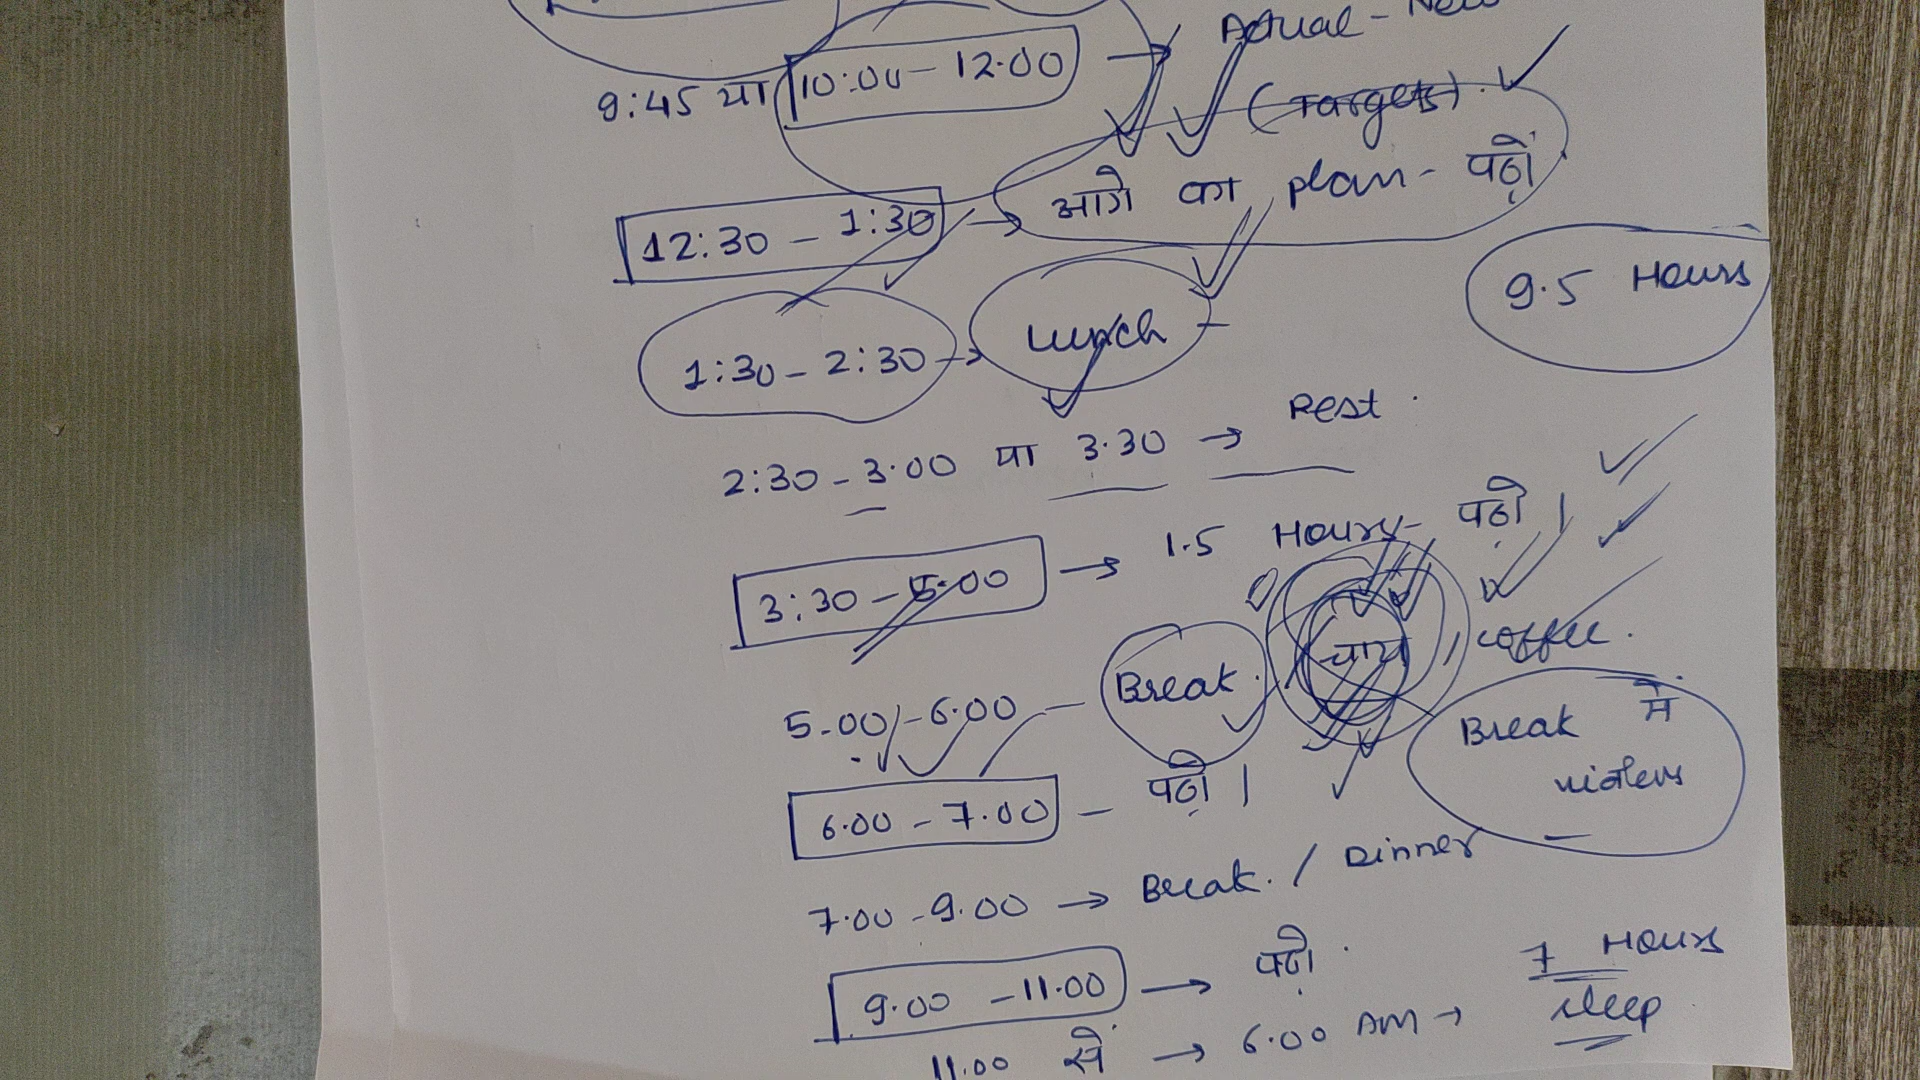 Actual - New
9:45 या 10:00 - 12.00 →
(Targets)
12:30 - 1:30 → आगे का plan - पढ़ो
9.5 Hours
1:30 - 2:30 → Lunch -
2:30 - 3.00 या 3.30 → Rest
3:30 - 5.00 → 1.5 Hours - पढ़ो।
5.00 - 6.00 - Break चाय / coffee.
Break में
6.00 - 7.00 - पढ़ो।
7.00 - 9.00 → Break. / Dinner
9.00 - 11.00 → पढ़ो
7 Hours
11.00 से → 6.00 AM → sleep